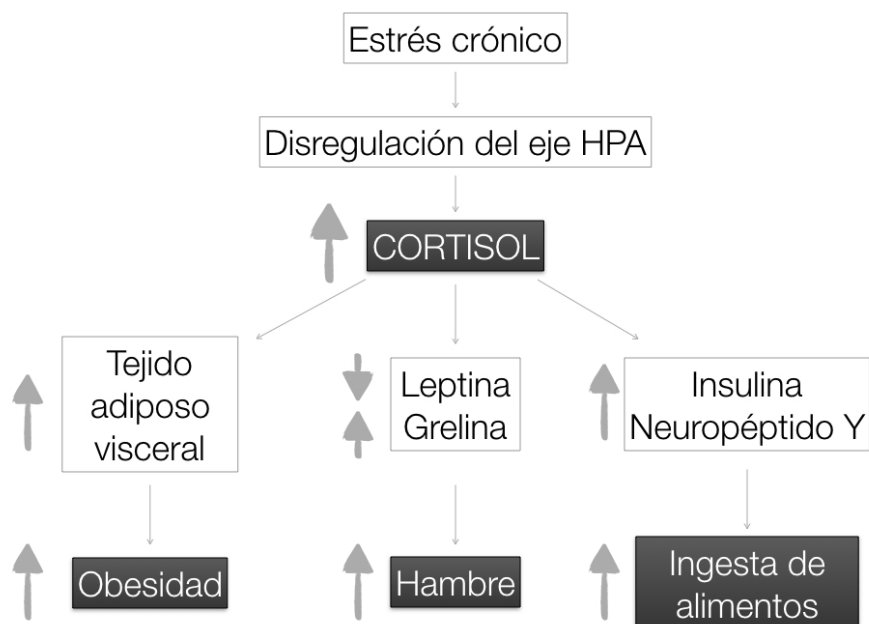 Estrés crónico
Disregulación del eje HPA
CORTISOL
Tejido
adiposo
visceral
Leptina
Grelina
Insulina
Neuropéptido Y
Obesidad
Hambre
Ingesta de
alimentos